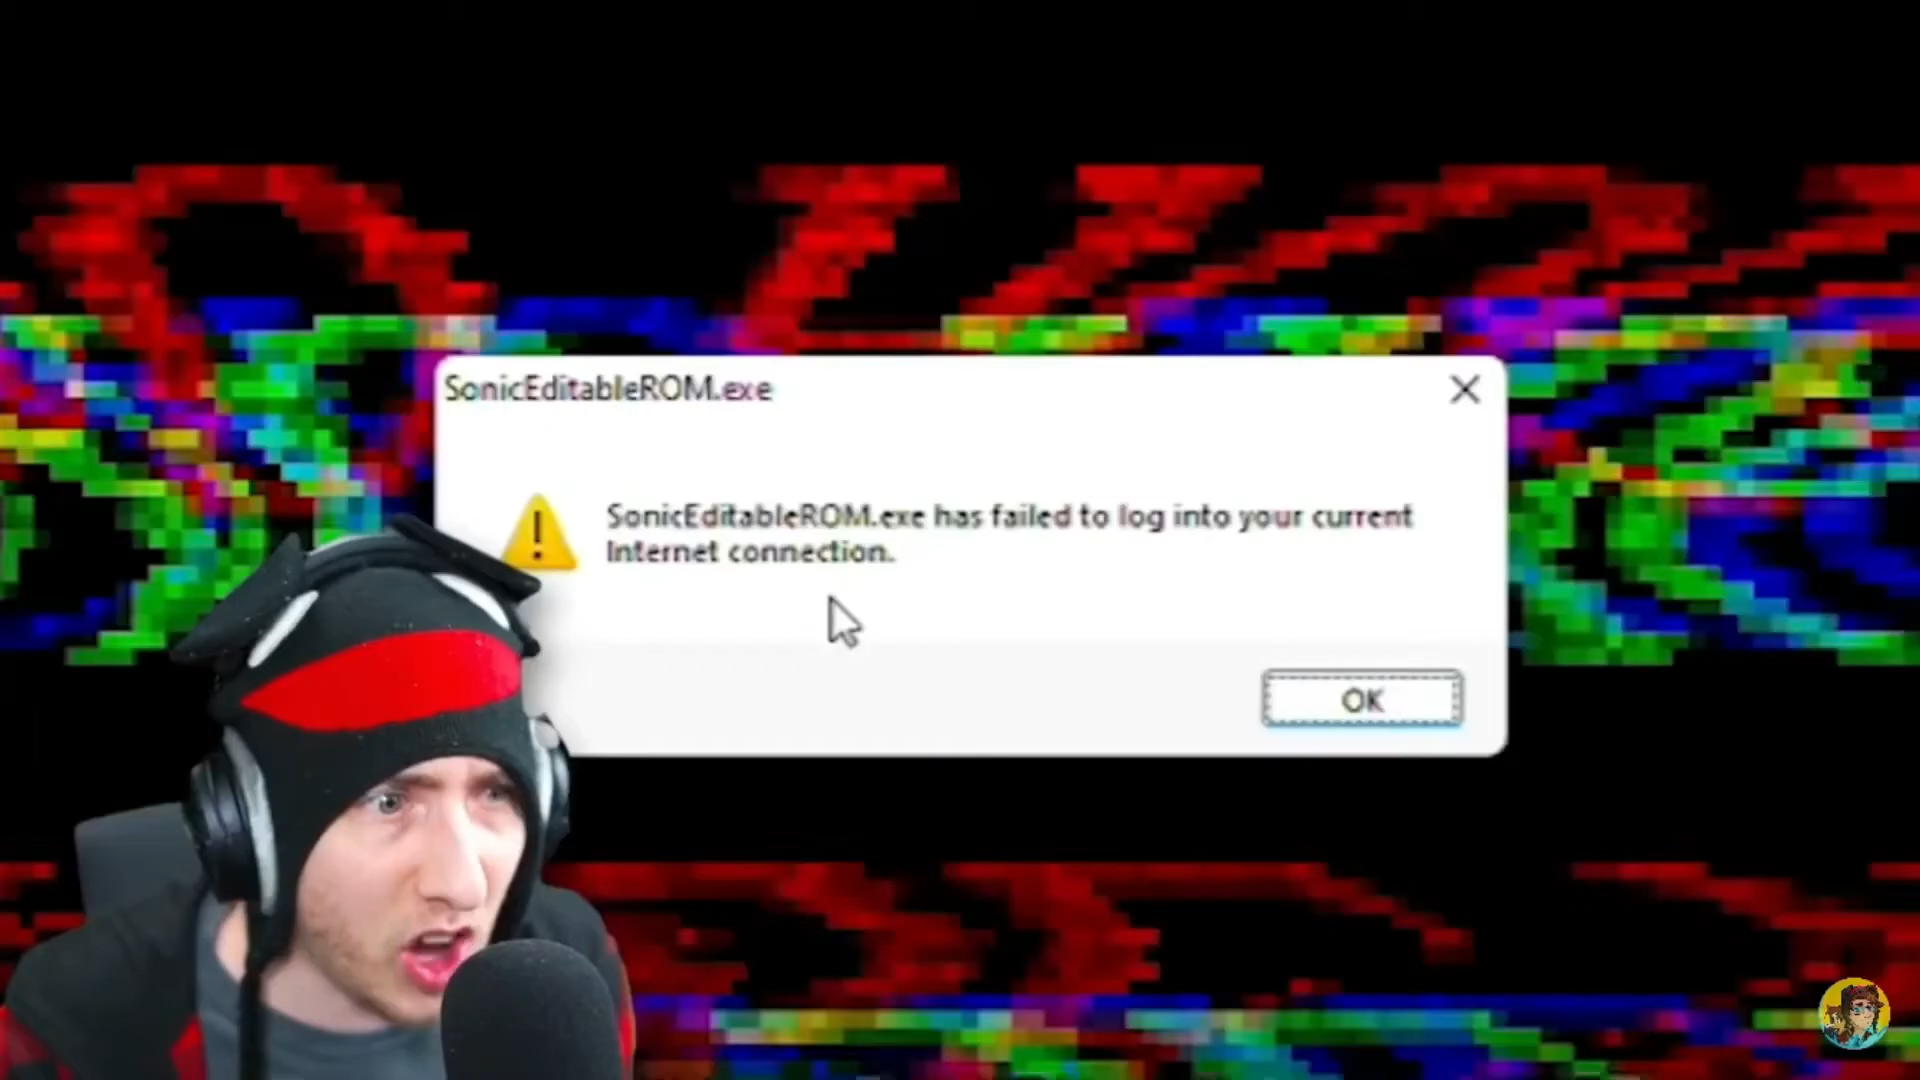 SonicEditableROM.exe
SonicEditableROM.exe has failed to log into your current
Internet connection.
OK